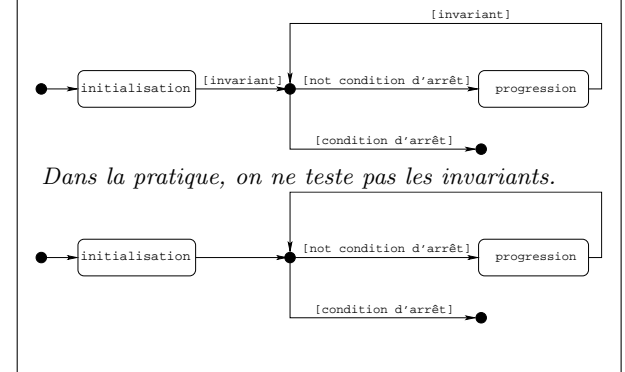 [invariant]
initialisation [invariant] [not condition d'arrêt] progression
[condition d'arrêt]
Dans la pratique, on ne teste pas les invariants.
initialisation [not condition d'arrêt] progression
[condition d'arrêt]